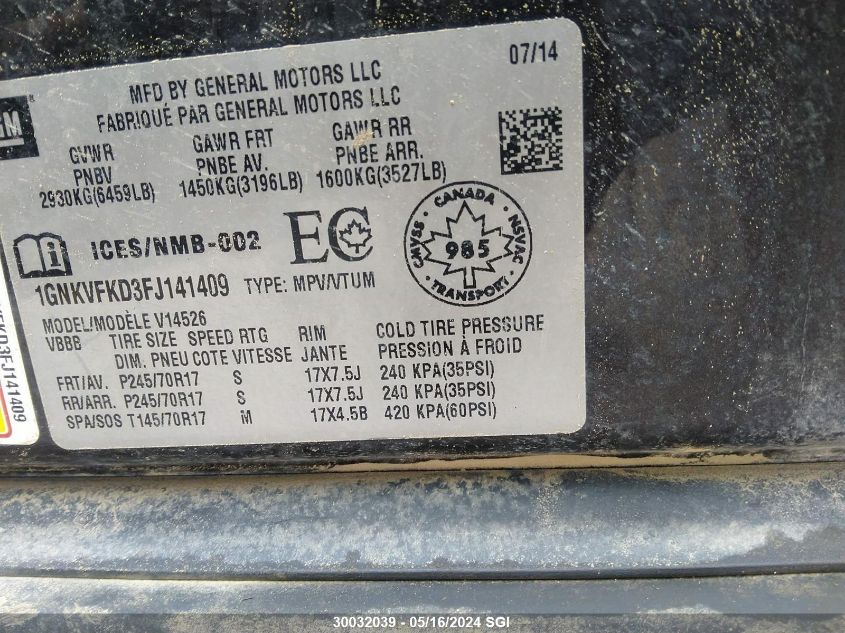 07/14
MFD BY GENERAL MOTORS LLC
FABRIQUÉ PAR GENERAL MOTORS LLC
GM
GVWR GAWR FRT GAWR RR
PNBV PNBE AV. PNBE ARR.
2930KG(6459LB) 1450KG(3196LB) 1600KG(3527LB)
ICES/NMB-002 EC
CANADA
CMVSS 985 NSVAC
TRANSPORT
1GNKVFKD3FJ141409 TYPE: MPV/VTUM
MODEL/MODÈLE V14526
VBBB TIRE SIZE SPEED RTG RIM COLD TIRE PRESSURE
DIM. PNEU COTE VITESSE JANTE PRESSION À FROID
FRT/AV. P245/70R17 S 17X7.5J 240 KPA(35PSI)
RR/ARR. P245/70R17 S 17X7.5J 240 KPA(35PSI)
SPA/SOS T145/70R17 M 17X4.5B 420 KPA(60PSI)
KD3FJ141409
30032039 - 05/16/2024 SGI